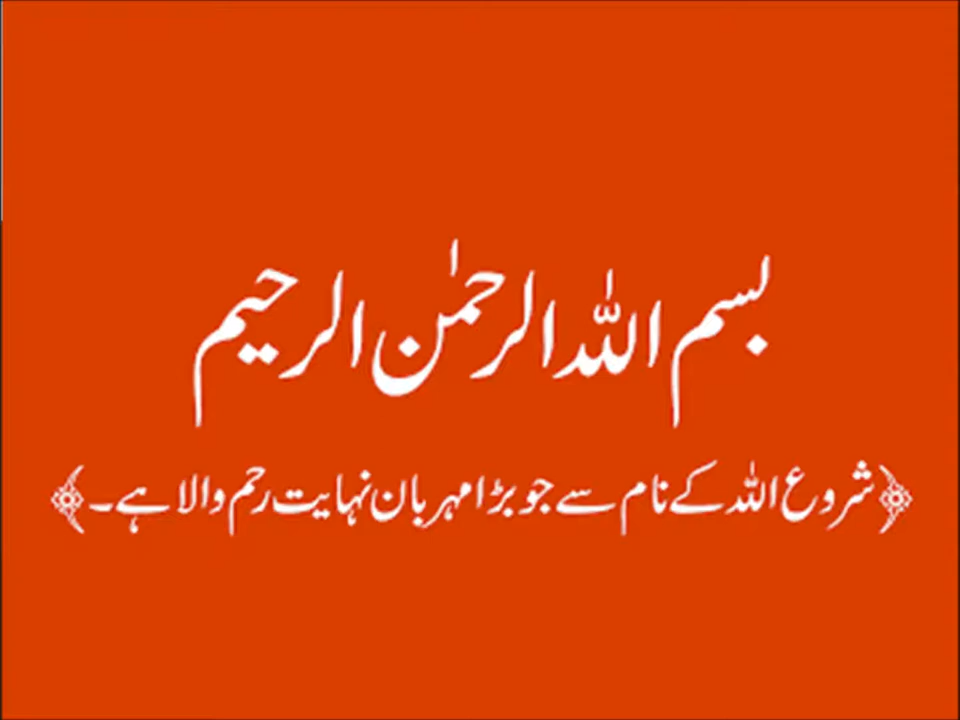 بسم اللہ الرحمٰن الرحیم
﴿شروع اللہ کے نام سے جو بڑا مہربان نہایت رحم والا ہے۔﴾